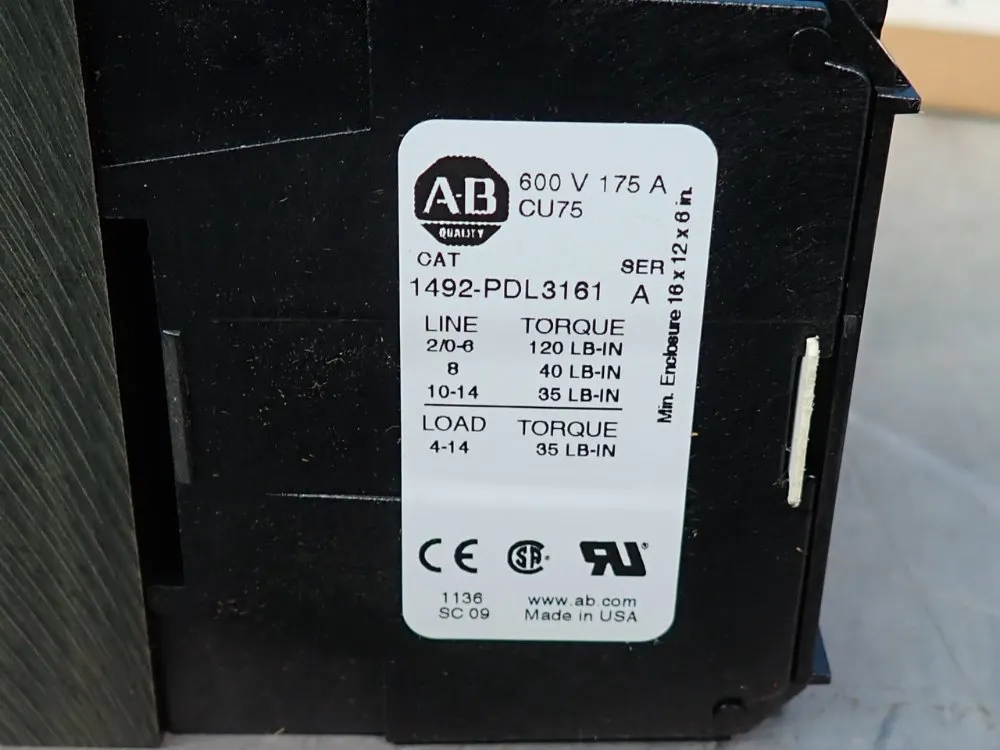 A-B
QUALITY
600 V 175 A
CU75
CAT
SER
1492-PDL3161 A
LINE TORQUE
2/0-6 120 LB-IN
8 40 LB-IN
10-14 35 LB-IN
LOAD TORQUE
4-14 35 LB-IN
Min. Enclosure 16 x 12 x 6 in.
CE SA RU
1136 www.ab.com
SC 09 Made in USA